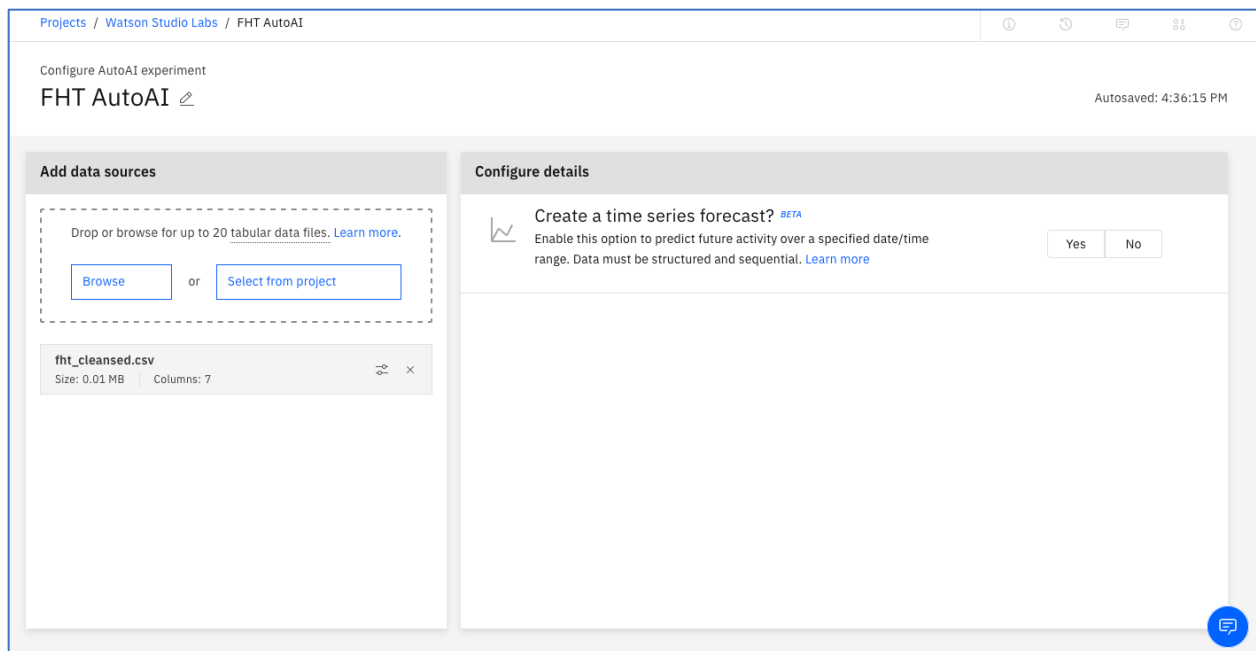 Projects / Watson Studio Labs / FHT AutoAI
Configure AutoAI experiment
FHT AutoAI
Autosaved: 4:36:15 PM
Add data sources
Drop or browse for up to 20 tabular data files. Learn more.
Browse or Select from project
fht_cleansed.csv
Size: 0.01 MB Columns: 7
Configure details
Create a time series forecast? BETA
Enable this option to predict future activity over a specified date/time
range. Data must be structured and sequential. Learn more
Yes No